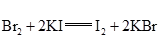 Br₂ + 2KI ═ I₂ + 2KBr